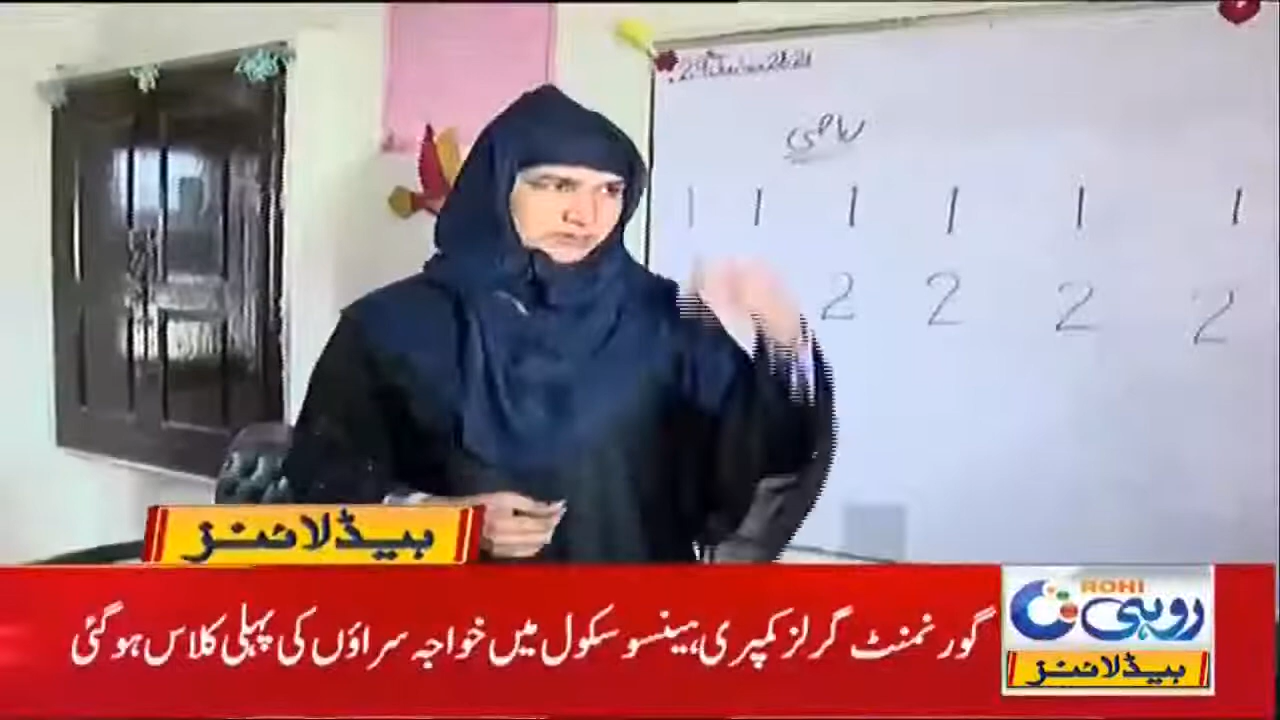 1 1 1 1 1 1
2 2 2 2
ہیڈلائنز
گورنمنٹ گرلز کمپری ہینسو سکول میں خواجہ سراؤں کی پہلی کلاس ہوگئی
ROHI
روہی
ہیڈلائنز